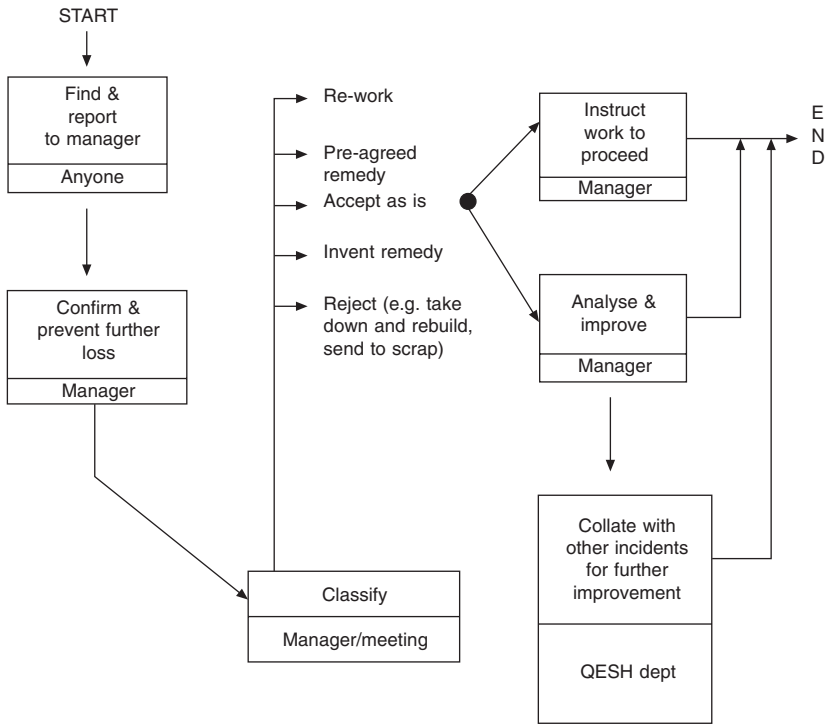 START
Find &
report
to manager
Anyone
Confirm &
prevent further
loss
Manager
Classify
Manager/meeting
Re-work
Pre-agreed
remedy
Accept as is
Invent remedy
Reject (e.g. take
down and rebuild,
send to scrap)
Instruct
work to
proceed
Manager
Analyse &
improve
Manager
Collate with
other incidents
for further
improvement
QESH dept
E
N
D